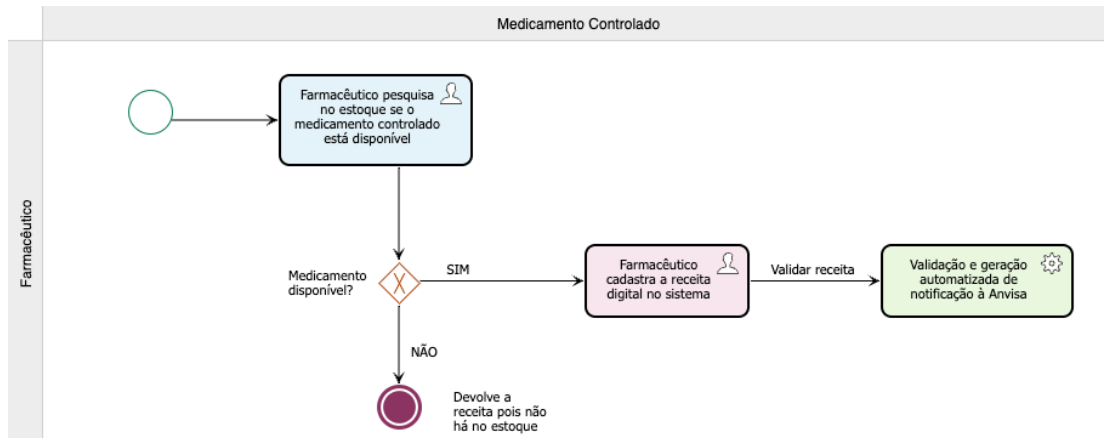 Medicamento Controlado
Farmacêutico
Farmacêutico pesquisa
no estoque se o
medicamento controlado
está disponível
Medicamento
disponível?
X
SIM
Farmacêutico
cadastra a receita
digital no sistema
Validar receita
Validação e geração
automatizada de
notificação à Anvisa
NÃO
Devolve a
receita pois não
há no estoque